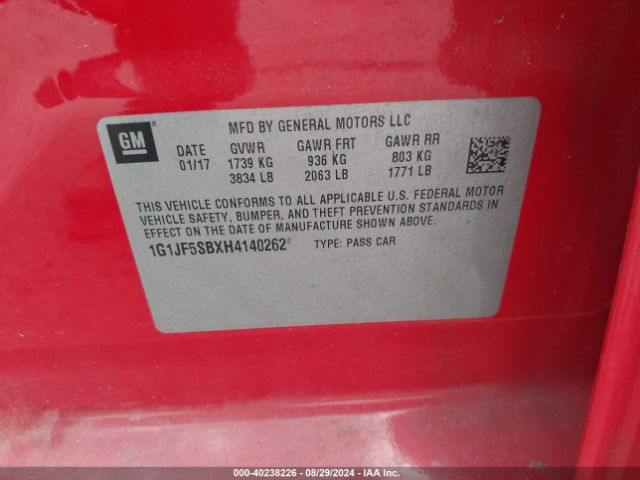 GM
MFD BY GENERAL MOTORS LLC
DATE GVWR GAWR FRT GAWR RR
01/17 1739 KG 936 KG 803 KG
3834 LB 2063 LB 1771 LB
THIS VEHICLE CONFORMS TO ALL APPLICABLE U.S. FEDERAL MOTOR
VEHICLE SAFETY, BUMPER, AND THEFT PREVENTION STANDARDS IN
EFFECT ON THE DATE OF MANUFACTURE SHOWN ABOVE.
1G1JF5SBXH4140262 TYPE: PASS CAR
000-40238226 - 08/29/2024 - IAA Inc.